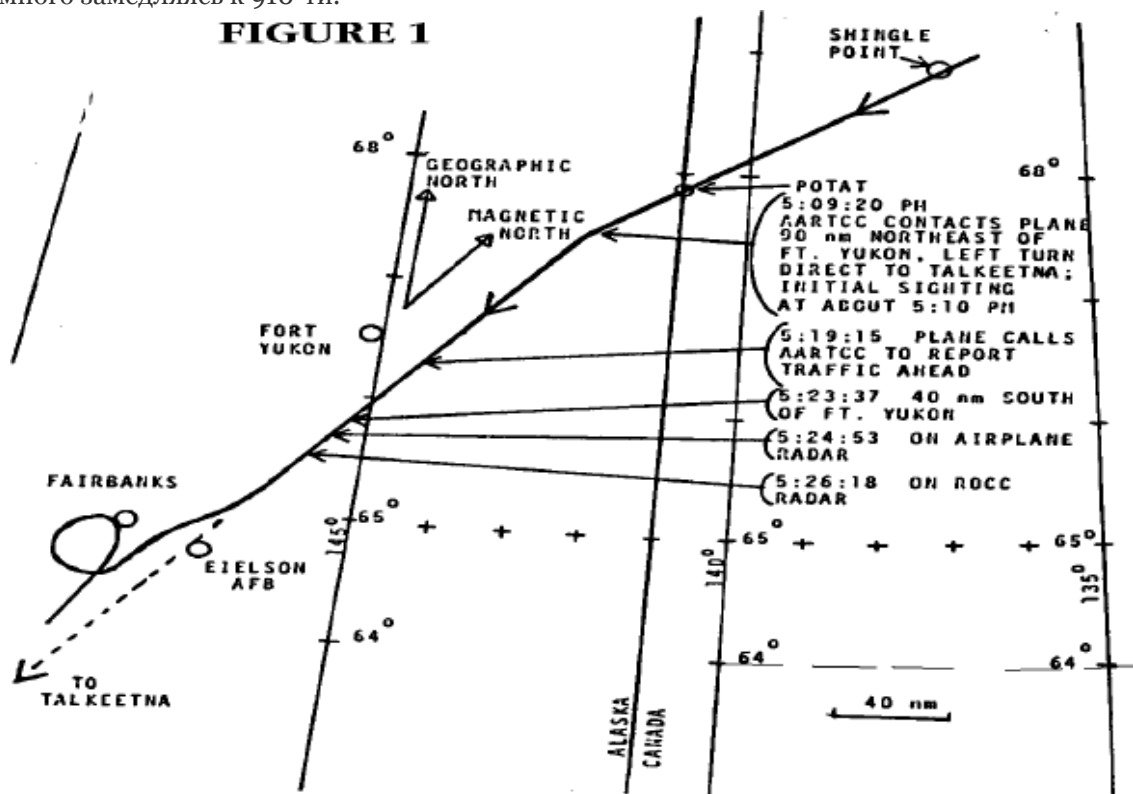 много замедляясь к 910-ти.
FIGURE 1
SHINGLE
POINT
68°
GEOGRAPHIC
NORTH
MAGNETIC
NORTH
68°
POTAT
5:09:20 PM
AARTCC CONTACTS PLANE
90 nm NORTHEAST OF
FT. YUKON, LEFT TURN
DIRECT TO TALKEETNA;
INITIAL SIGHTING
AT ABOUT 5:10 PM
FORT
YUKON
5:19:15 PLANE CALLS
AARTCC TO REPORT
TRAFFIC AHEAD
5:23:37 40 nm SOUTH
OF FT. YUKON
5:24:53 ON AIRPLANE
RADAR
5:26:18 ON ROCC
RADAR
FAIRBANKS
EIELSON
AFB
145°
65°
140°
65°
135°
65°
64°
64°
64°
TO
TALKEETNA
ALASKA
CANADA
40 nm